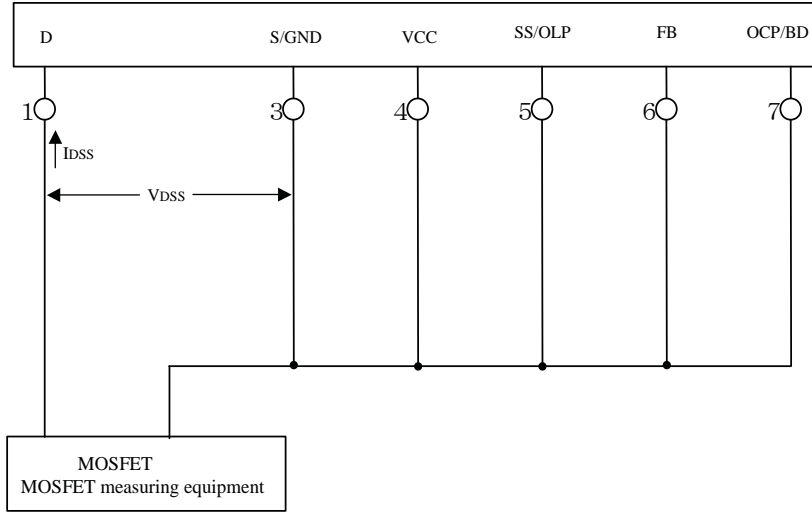 D S/GND VCC SS/OLP FB OCP/BD
1 3 4 5 6 7
IDSS
VDSS
MOSFET
MOSFET measuring equipment